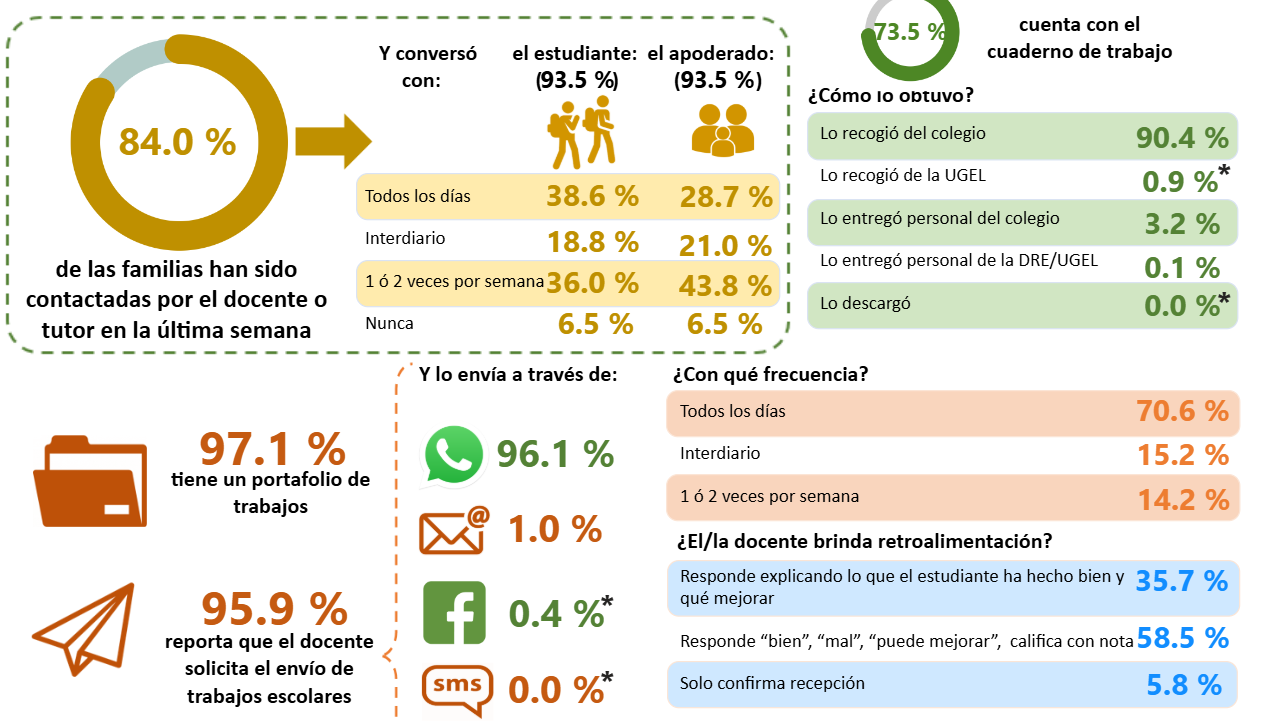 84.0 %
de las familias han sido
contactadas por el docente o
tutor en la última semana
Y conversó
con:
el estudiante:
(93.5 %)
el apoderado:
(93.5 %)
Todos los días 38.6 % 28.7 %
Interdiario 18.8 % 21.0 %
1 ó 2 veces por semana 36.0 % 43.8 %
Nunca 6.5 % 6.5 %
73.5 %
cuenta con el
cuaderno de trabajo
¿Cómo lo obtuvo?
Lo recogió del colegio 90.4 %
Lo recogió de la UGEL 0.9 %*
Lo entregó personal del colegio 3.2 %
Lo entregó personal de la DRE/UGEL 0.1 %
Lo descargó 0.0 %*
97.1 %
tiene un portafolio de
trabajos
95.9 %
reporta que el docente
solicita el envío de
trabajos escolares
Y lo envía a través de:
96.1 %
@ 1.0 %
f 0.4 %*
sms 0.0 %*
¿Con qué frecuencia?
Todos los días 70.6 %
Interdiario 15.2 %
1 ó 2 veces por semana 14.2 %
¿El/la docente brinda retroalimentación?
Responde explicando lo que el estudiante ha hecho bien y 35.7 %
qué mejorar
Responde “bien”, “mal”, “puede mejorar”, califica con nota 58.5 %
Solo confirma recepción 5.8 %